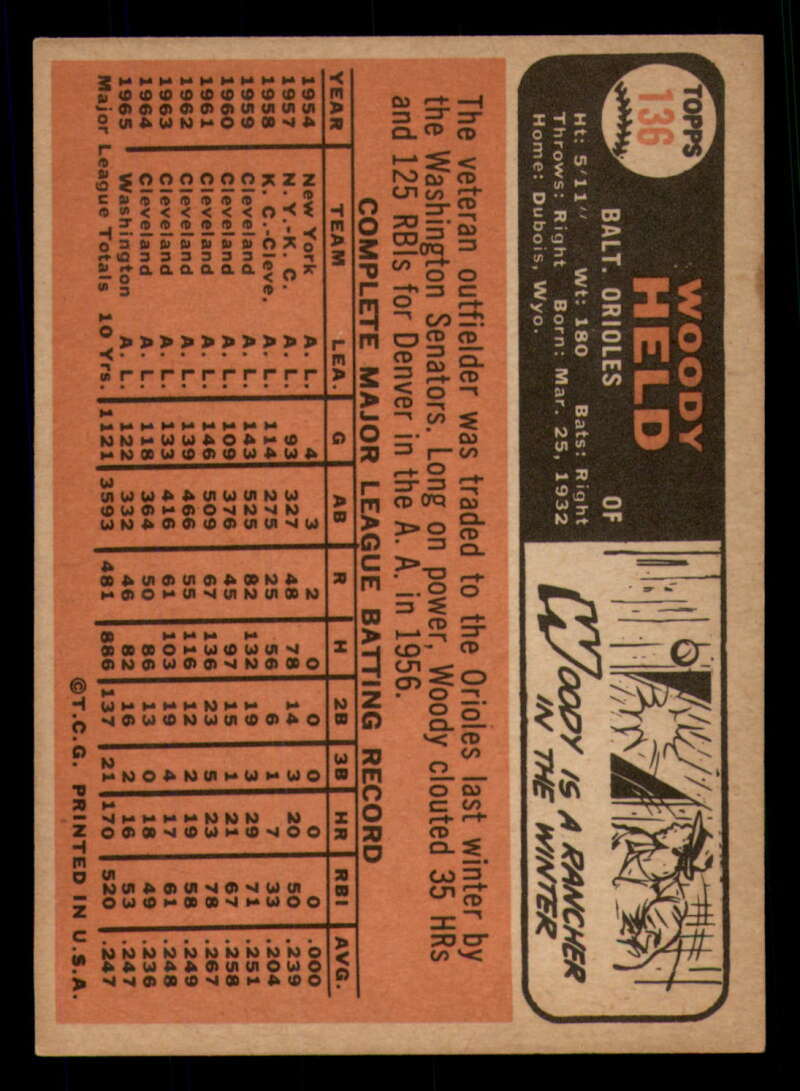 TOPPS
136
WOODY
HELD
BALT. ORIOLES OF
Ht: 5'11" Wt: 180 Bats: Right
Throws: Right Born: Mar. 25, 1932
Home: Dubois, Wyo.
WOODY IS A RANCHER
IN THE WINTER
The veteran outfielder was traded to the Orioles last winter by
the Washington Senators. Long on power, Woody clouted 35 HRs
and 125 RBIs for Denver in the A. A. in 1956.
COMPLETE MAJOR LEAGUE BATTING RECORD
YEAR TEAM LEA. G AB R H 2B 3B HR RBI AVG.
1954 New York A. L. 4 3 2 0 0 0 0 0 .000
1957 N. Y.-K. C. A. L. 93 327 48 78 14 3 20 50 .239
1958 K. C.-Cleve. A. L. 114 275 25 56 6 1 7 33 .204
1959 Cleveland A. L. 143 525 82 132 19 3 29 71 .251
1960 Cleveland A. L. 109 376 45 97 15 1 21 67 .258
1961 Cleveland A. L. 146 509 67 136 23 5 23 78 .267
1962 Cleveland A. L. 139 466 55 116 12 2 19 58 .249
1963 Cleveland A. L. 133 416 61 103 19 4 17 61 .248
1964 Cleveland A. L. 118 364 50 86 13 0 18 49 .236
1965 Washington A. L. 122 332 46 82 16 2 16 53 .247
Major League Totals 10 Yrs. 1121 3593 481 886 137 21 170 520 .247
©T.C.G. PRINTED IN U.S.A.